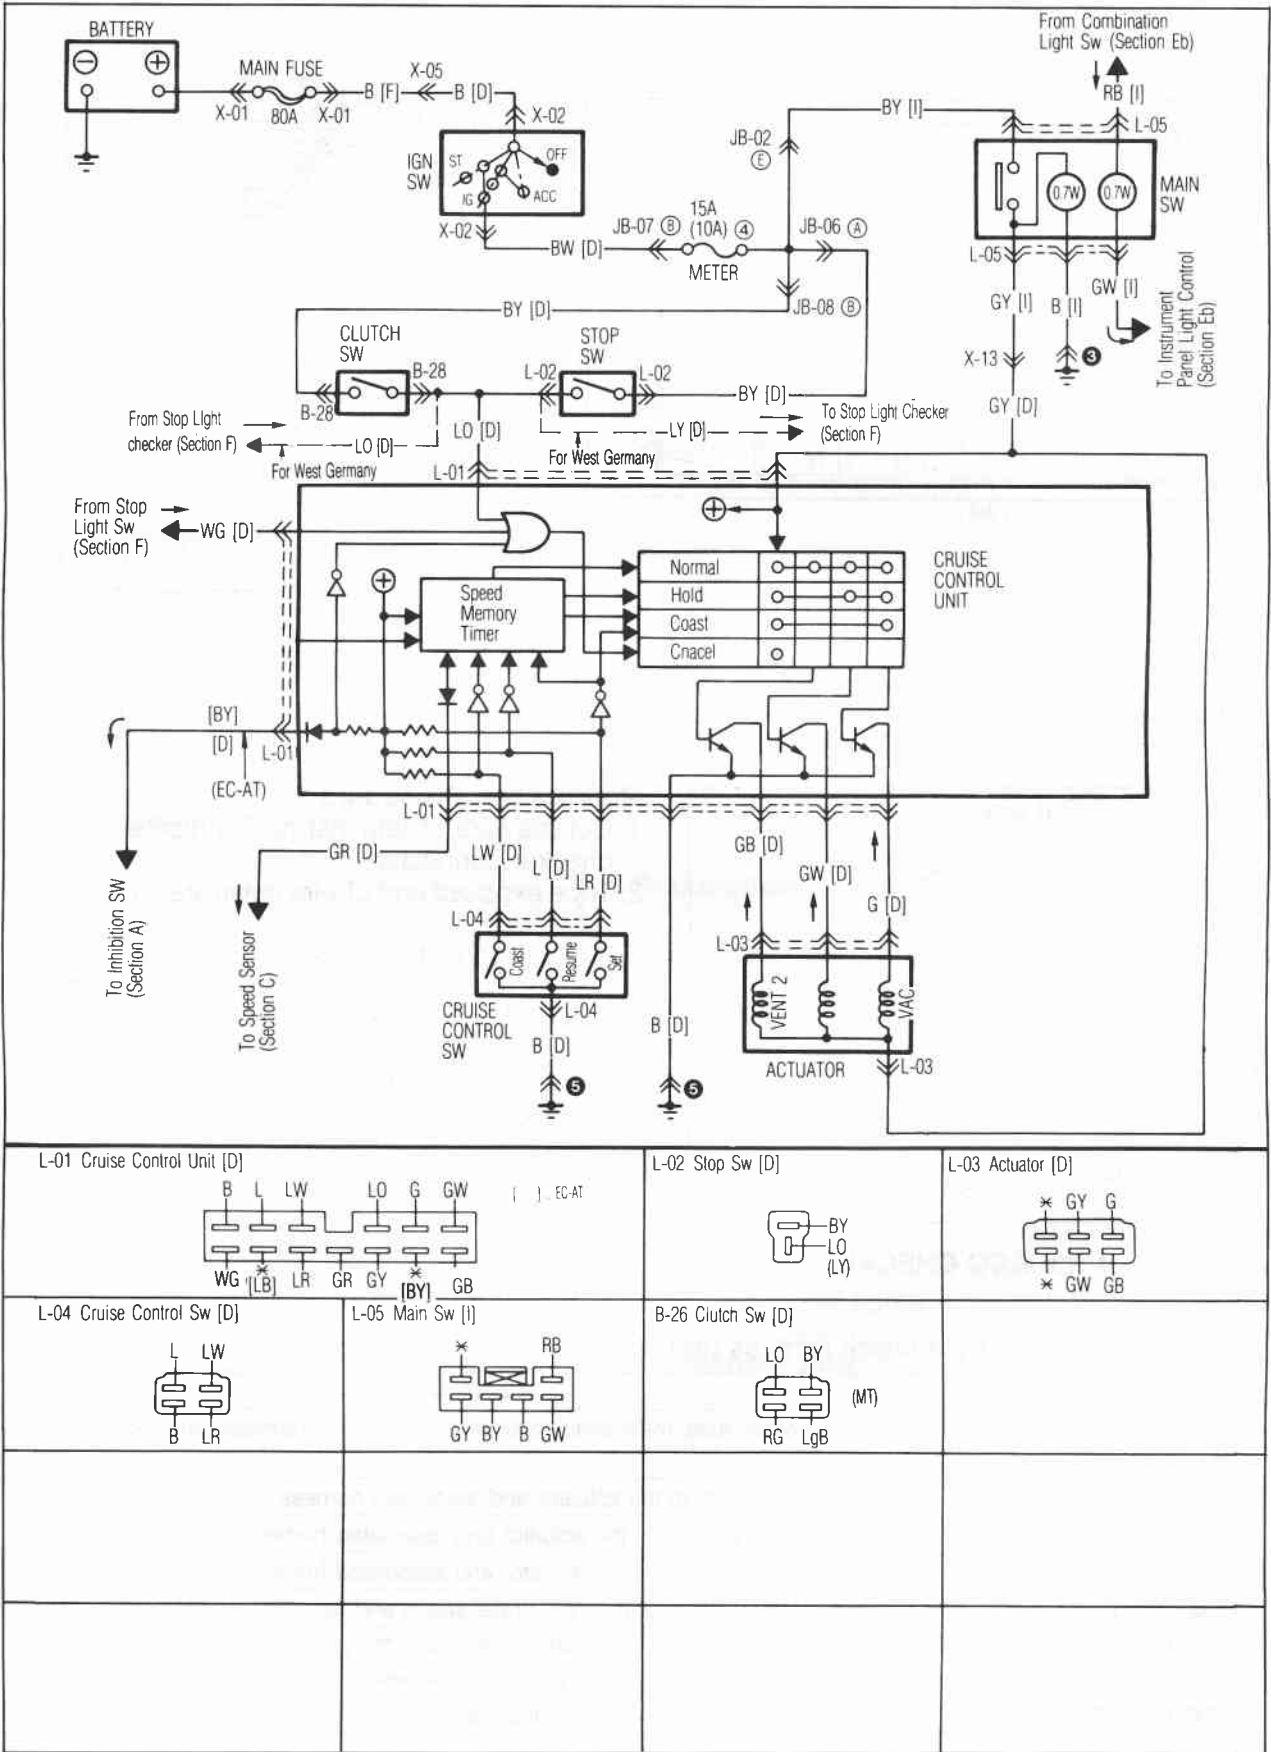 BATTERY
MAIN FUSE
X-01
80A
X-01
B [F]
X-05
B [D]
X-02
IGN
SW
ST
OFF
IG
ACC
X-02
BW [D]
JB-07 Ⓑ
15A
(10A) ④
METER
JB-06 Ⓐ
JB-02
Ⓔ
BY [I]
JB-08 Ⓑ
From Combination
Light Sw (Section Eb)
RB [I]
L-05
0.7W
0.7W
MAIN
SW
L-05
GY [I]
B [I]
GW [I]
❸
To Instrument
Panel Light Control
(Section Eb)
X-13
GY [D]
BY [D]
CLUTCH
SW
B-28
B-28
STOP
SW
L-02
L-02
BY [D]
From Stop LIght
checker (Section F)
LO [D]
For West Germany
LO [D]
LY [D]
For West Germany
To Stop Light Checker
(Section F)
L-01
From Stop
Light Sw
(Section F)
WG [D]
Speed
Memory
Timer
Normal
Hold
Coast
Cnacel
CRUISE
CONTROL
UNIT
[BY]
[D]
L-01
(EC-AT)
To Inhibition SW
(Section A)
L-01
GR [D]
To Speed Sensor
(Section C)
LW [D]
L [D]
LR [D]
L-04
Coast
Resume
Set
CRUISE
CONTROL
SW
L-04
B [D]
❺
B [D]
❺
GB [D]
GW [D]
G [D]
L-03
VENT 2
VAC
ACTUATOR
L-03
L-01 Cruise Control Unit [D]
B L LW LO G GW
[ ] . EC-AT
WG * [LB] LR GR GY * [BY] GB
L-02 Stop Sw [D]
BY
LO
(LY)
L-03 Actuator [D]
* GY G
* GW GB
L-04 Cruise Control Sw [D]
L LW
B LR
L-05 Main Sw [I]
* RB
GY BY B GW
B-26 Clutch Sw [D]
LO BY
(MT)
RG LgB